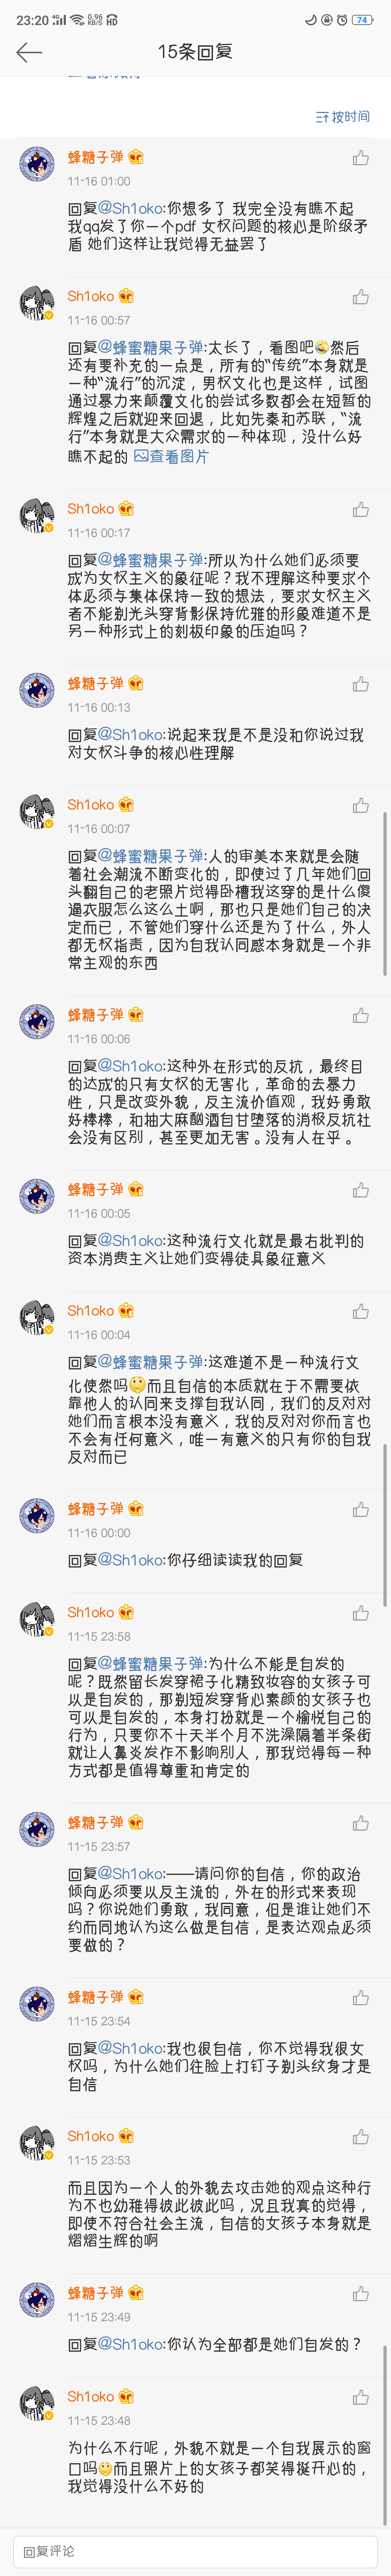 23:20
0.96
KB/S
74
15条回复
按时间
蜂糖子弹
11-16 01:00
回复@Sh1oko:你想多了 我完全没有瞧不起
我qq发了你一个pdf 女权问题的核心是阶级矛
盾 她们这样让我觉得无益罢了
Sh1oko
11-16 00:57
回复@蜂蜜糖果子弹:太长了，看图吧 然后
还有要补充的一点是，所有的“传统”本身就是
一种“流行”的沉淀，男权文化也是这样，试图
通过暴力来颠覆文化的尝试多数都会在短暂的
辉煌之后就迎来回退，比如先秦和苏联，“流
行”本身就是大众需求的一种体现，没什么好
瞧不起的 查看图片
Sh1oko
11-16 00:17
回复@蜂蜜糖果子弹:所以为什么她们必须要
成为女权主义的象征呢？我不理解这种要求个
体必须与集体保持一致的想法，要求女权主义
者不能剃光头穿背影保持优雅的形象难道不是
另一种形式上的刻板印象的压迫吗？
蜂糖子弹
11-16 00:13
回复@Sh1oko:说起来我是不是没和你说过我
对女权斗争的核心性理解
Sh1oko
11-16 00:07
回复@蜂蜜糖果子弹:人的审美本来就是会随
着社会潮流不断变化的，即使过了几年她们回
头翻自己的老照片觉得卧槽我这穿的是什么傻
逼衣服怎么这么土啊，那也只是她们自己的决
定而已，不管她们穿什么还是为了什么，外人
都无权指责，因为自我认同感本身就是一个非
常主观的东西
蜂糖子弹
11-16 00:06
回复@Sh1oko:这种外在形式的反抗，最终目
的达成的只有女权的无害化，革命的去暴力
性，只是改变外貌，反主流价值观，我好勇敢
好棒棒，和抽大麻酗酒自甘堕落的消极反抗社
会没有区别，甚至更加无害。没有人在乎。
蜂糖子弹
11-16 00:05
回复@Sh1oko:这种流行文化就是最右批判的
资本消费主义让她们变得徒具象征意义
Sh1oko
11-16 00:04
回复@蜂蜜糖果子弹:这难道不是一种流行文
化使然吗 而且自信的本质就在于不需要依
靠他人的认同来支撑自我认同，我们的反对对
她们而言根本没有意义，我的反对对你而言也
不会有任何意义，唯一有意义的只有你的自我
反对而已
蜂糖子弹
11-16 00:00
回复@Sh1oko:你仔细读读我的回复
Sh1oko
11-15 23:58
回复@蜂蜜糖果子弹:为什么不能是自发的
呢？既然留长发穿裙子化精致妆容的女孩子可
以是自发的，那剃短发穿背心素颜的女孩子也
可以是自发的，本身打扮就是一个愉悦自己的
行为，只要你不十天半个月不洗澡隔着半条街
就让人鼻炎发作不影响别人，那我觉得每一种
方式都是值得尊重和肯定的
蜂糖子弹
11-15 23:57
回复@Sh1oko:——请问你的自信，你的政治
倾向必须要以反主流的，外在的形式来表现
吗？你说她们勇敢，我同意，但是谁让她们不
约而同地认为这么做是自信，是表达观点必须
要做的？
蜂糖子弹
11-15 23:54
回复@Sh1oko:我也很自信，你不觉得我很女
权吗，为什么她们往脸上打钉子剃头纹身才是
自信
Sh1oko
11-15 23:53
而且因为一个人的外貌去攻击她的观点这种行
为不也幼稚得彼此彼此吗，况且我真的觉得，
即使不符合社会主流，自信的女孩子本身就是
熠熠生辉的啊
蜂糖子弹
11-15 23:49
回复@Sh1oko:你认为全部都是她们自发的？
Sh1oko
11-15 23:48
为什么不行呢，外貌不就是一个自我展示的窗
口吗 而且照片上的女孩子都笑得挺开心的，
我觉得没什么不好的
回复评论